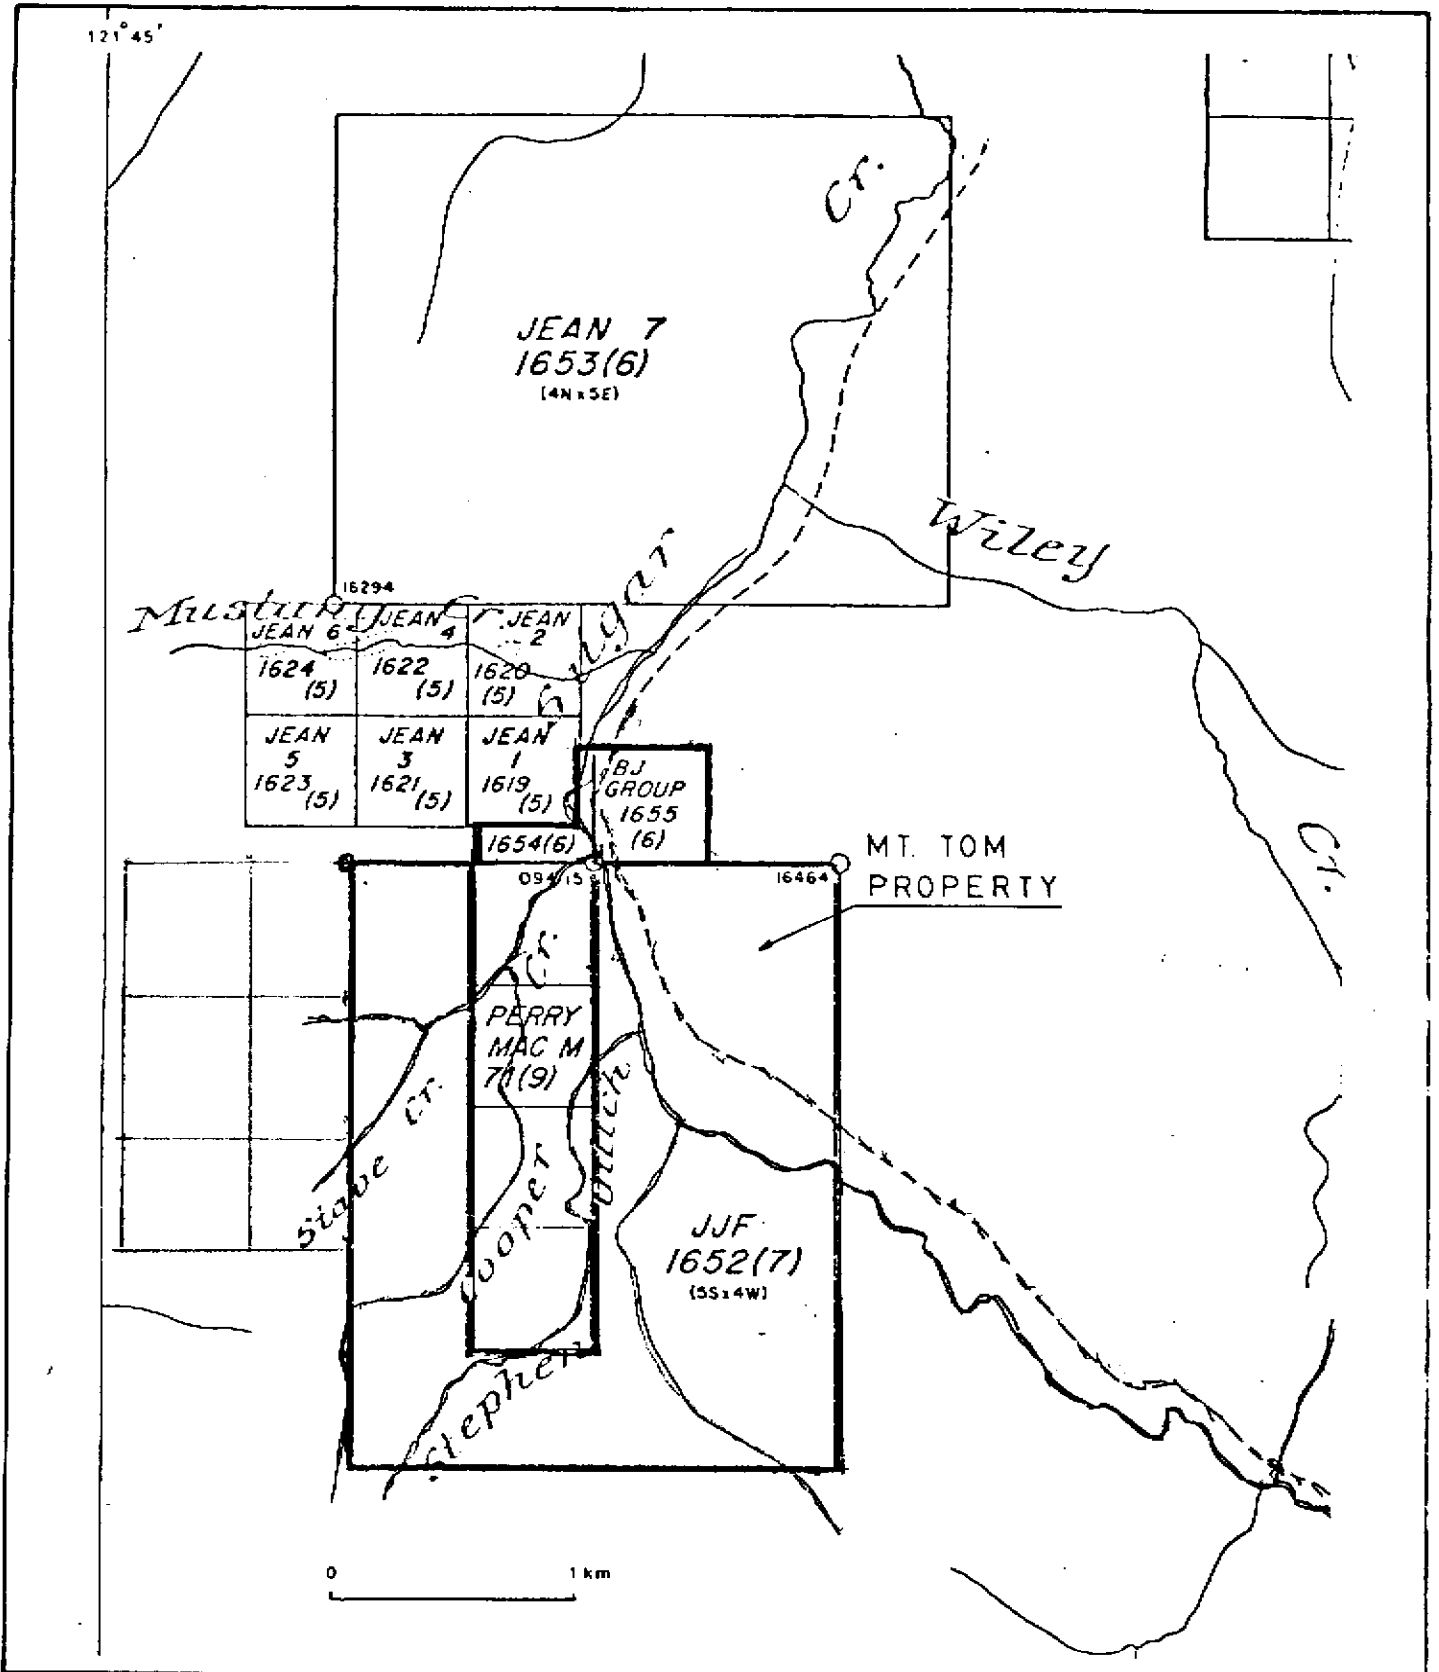 121°45'
Cr.
JEAN 7
1653(6)
(4N x 5E)
Wiley
Cr.
16294
Mustang Cr.
Sugar
JEAN 6
1624
(5)
JEAN 4
1622
(5)
JEAN 2
1620
(5)
JEAN
5
1623
(5)
JEAN
3
1621
(5)
JEAN
1
1619
(5)
BJ
GROUP
1655
(6)
1654(6)
16464
MT. TOM
PROPERTY
PERRY
MAC M
71(9)
Stave Cr.
Cooper Cr.
Stephen Gulch
JJF
1652(7)
(5S x 4W)
0
1 km